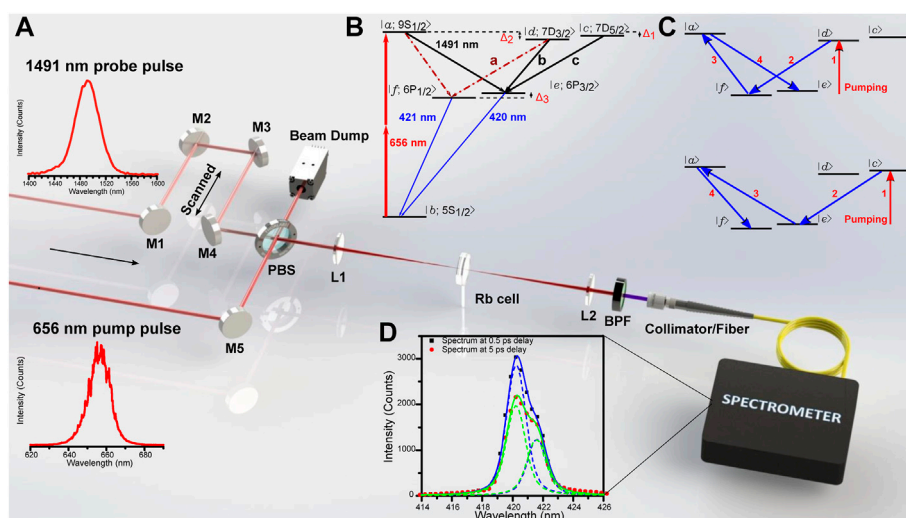 A
1491 nm probe pulse
Intensity (Counts)
1400 1440 1480 1520 1560 1600
Wavelength (nm)
M1
M2
M3
M4
Scanned
Beam Dump
PBS
L1
Rb cell
L2
BPF
Collimator/Fiber
M5
656 nm pump pulse
Intensity (Counts)
620 640 660 680
Wavelength (nm)
SPECTROMETER
B
|a; 9S1/2⟩
|d; 7D3/2⟩
|c; 7D5/2⟩
Δ2
Δ1
1491 nm
a
b
c
|f; 6P1/2⟩
|e; 6P3/2⟩
Δ3
421 nm
420 nm
656 nm
|b; 5S1/2⟩
C
|a⟩
|d⟩
|c⟩
3
4
2
1
Pumping
|f⟩
|e⟩
|a⟩
|d⟩
|c⟩
4
3
2
1
Pumping
|f⟩
|e⟩
D
Spectrum at 0.5 ps delay
Spectrum at 5 ps delay
Intensity (Counts)
3000
2000
1000
0
414 416 418 420 422 424 426
Wavelength (nm)